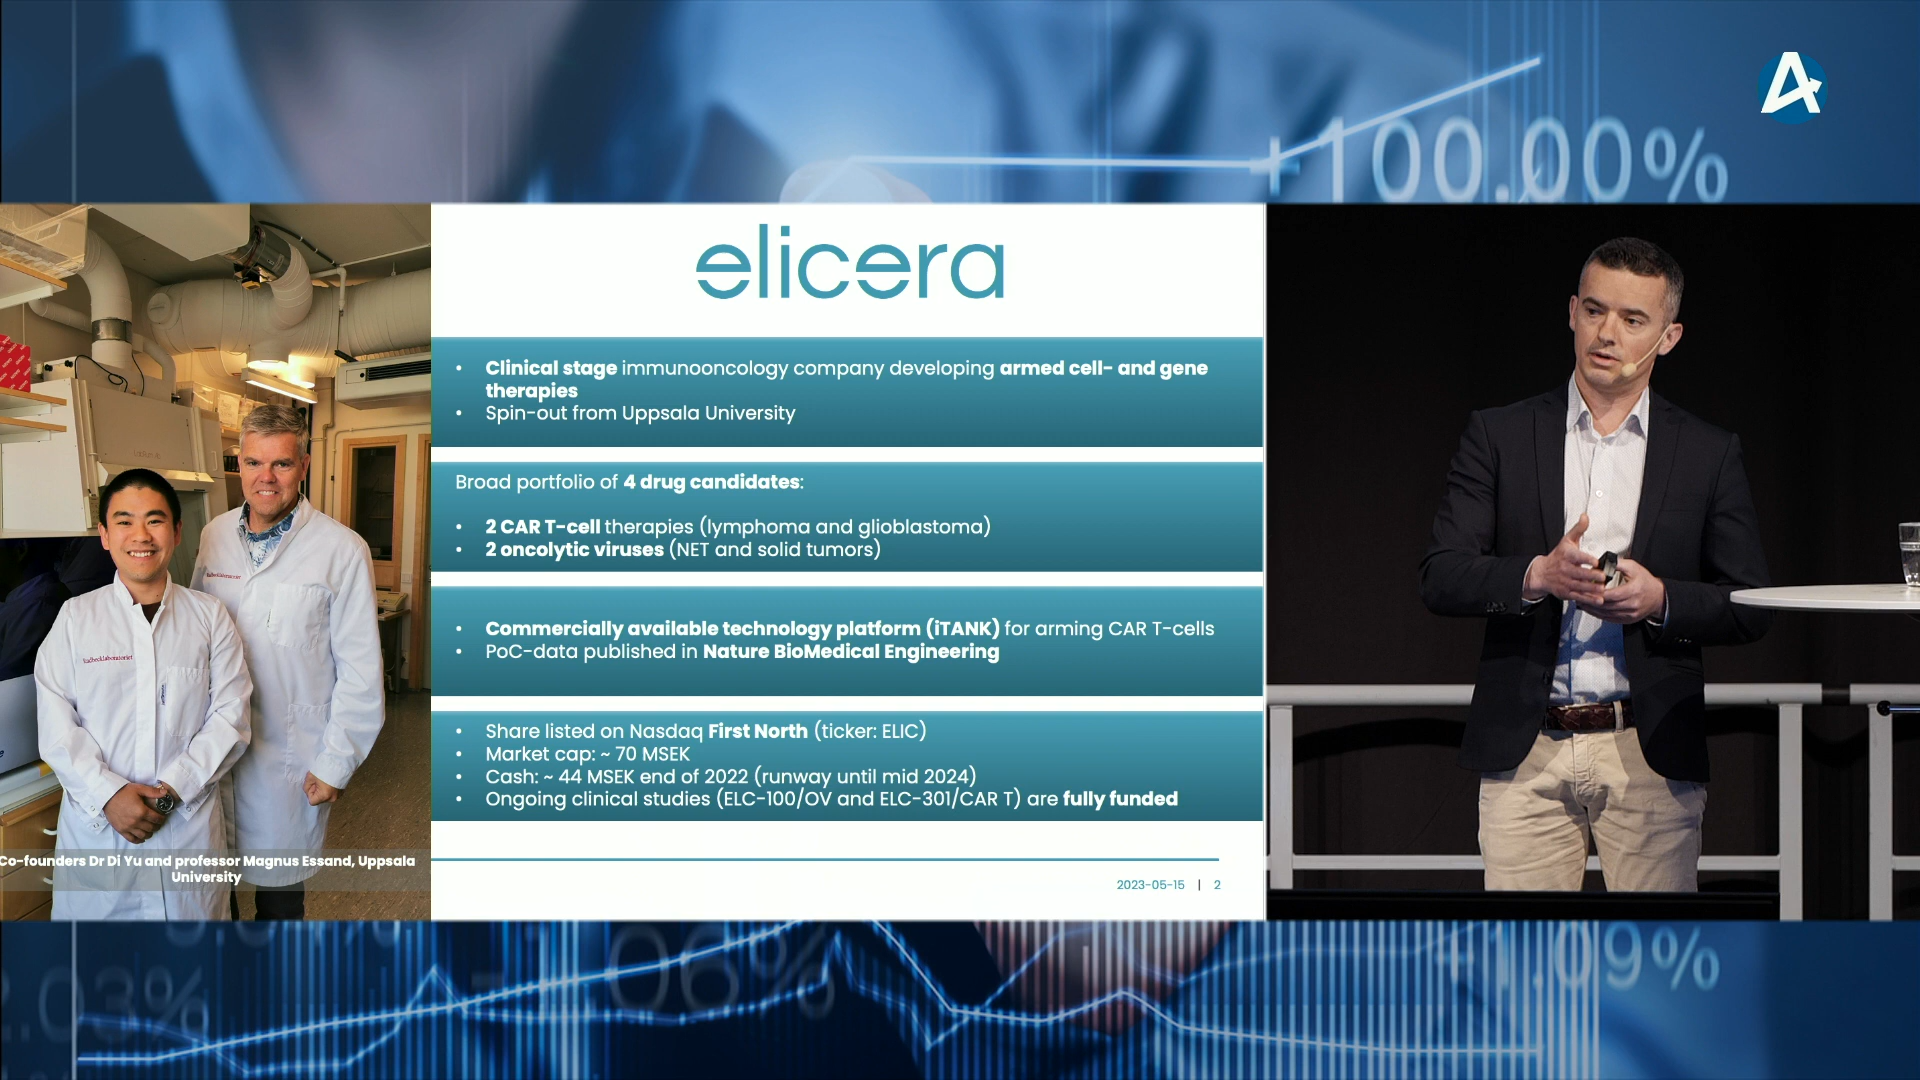 +100.00%
elicera
• Clinical stage immunooncology company developing armed cell- and gene
therapies
• Spin-out from Uppsala University
Broad portfolio of 4 drug candidates:
• 2 CAR T-cell therapies (lymphoma and glioblastoma)
• 2 oncolytic viruses (NET and solid tumors)
• Commercially available technology platform (iTANK) for arming CAR T-cells
• PoC-data published in Nature BioMedical Engineering
• Share listed on Nasdaq First North (ticker: ELIC)
• Market cap: ~ 70 MSEK
• Cash: ~ 44 MSEK end of 2022 (runway until mid 2024)
• Ongoing clinical studies (ELC-100/OV and ELC-301/CAR T) are fully funded
Rudbecklaboratoriet
Co-founders Dr Di Yu and professor Magnus Essand, Uppsala
University
2023-05-15 | 2